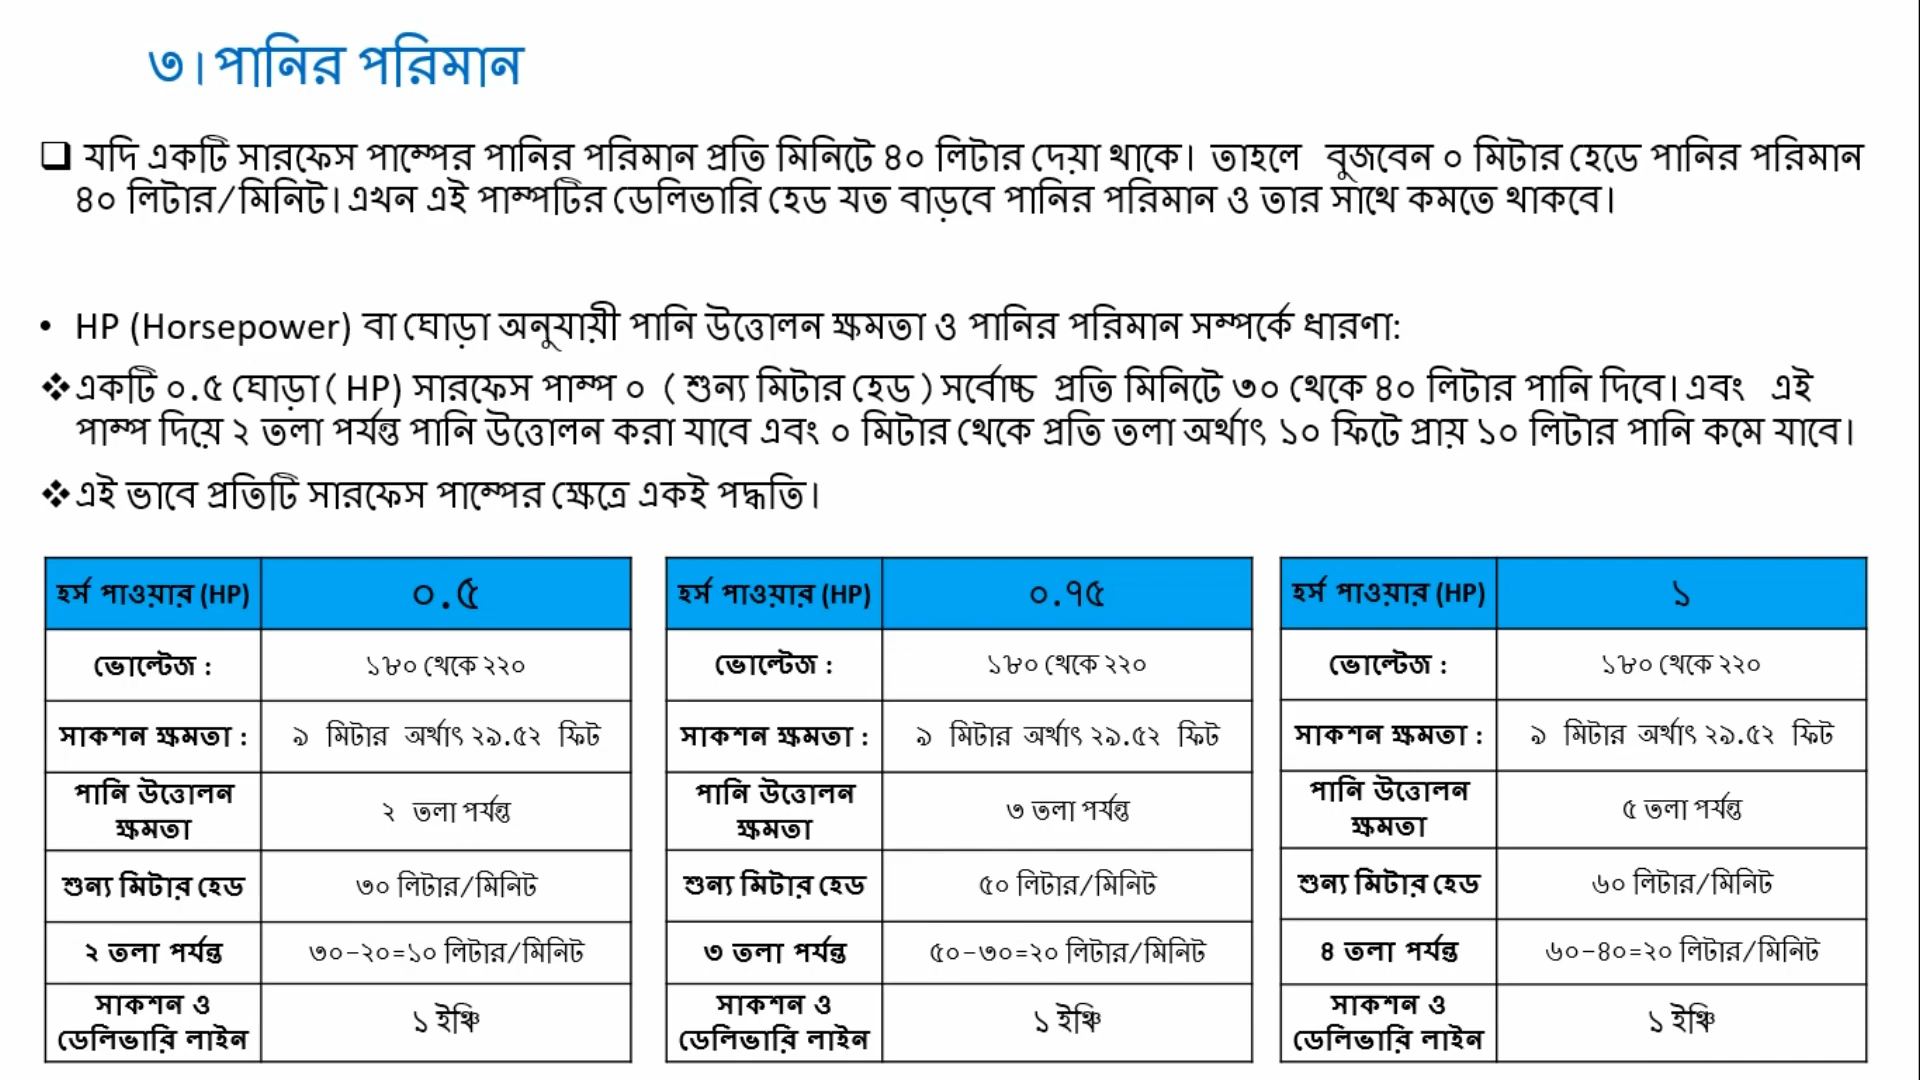 ৩। পানির পরিমান
❑ যদি একটি সারফেস পাম্পের পানির পরিমান প্রতি মিনিটে ৪০ লিটার দেয়া থাকে। তাহলে বুজবেন ০ মিটার হেডে পানির পরিমান
৪০ লিটার/মিনিট। এখন এই পাম্পটির ডেলিভারি হেড যত বাড়বে পানির পরিমান ও তার সাথে কমতে থাকবে।
• HP (Horsepower) বা ঘোড়া অনুযায়ী পানি উত্তোলন ক্ষমতা ও পানির পরিমান সম্পর্কে ধারণা:
❖ একটি ০.৫ ঘোড়া ( HP) সারফেস পাম্প ০ ( শুন্য মিটার হেড ) সর্বোচ্চ প্রতি মিনিটে ৩০ থেকে ৪০ লিটার পানি দিবে। এবং এই
পাম্প দিয়ে ২ তলা পর্যন্ত পানি উত্তোলন করা যাবে এবং ০ মিটার থেকে প্রতি তলা অর্থাৎ ১০ ফিটে প্রায় ১০ লিটার পানি কমে যাবে।
❖ এই ভাবে প্রতিটি সারফেস পাম্পের ক্ষেত্রে একই পদ্ধতি।
হর্স পাওয়ার (HP) ০.৫
ভোল্টেজ : ১৮০ থেকে ২২০
সাকশন ক্ষমতা : ৯ মিটার অর্থাৎ ২৯.৫২ ফিট
পানি উত্তোলন
ক্ষমতা ২ তলা পর্যন্ত
শুন্য মিটার হেড ৩০ লিটার/মিনিট
২ তলা পর্যন্ত ৩০-২০=১০ লিটার/মিনিট
সাকশন ও
ডেলিভারি লাইন ১ ইঞ্চি
হর্স পাওয়ার (HP) ০.৭৫
ভোল্টেজ : ১৮০ থেকে ২২০
সাকশন ক্ষমতা : ৯ মিটার অর্থাৎ ২৯.৫২ ফিট
পানি উত্তোলন
ক্ষমতা ৩ তলা পর্যন্ত
শুন্য মিটার হেড ৫০ লিটার/মিনিট
৩ তলা পর্যন্ত ৫০-৩০=২০ লিটার/মিনিট
সাকশন ও
ডেলিভারি লাইন ১ ইঞ্চি
হর্স পাওয়ার (HP) ১
ভোল্টেজ : ১৮০ থেকে ২২০
সাকশন ক্ষমতা : ৯ মিটার অর্থাৎ ২৯.৫২ ফিট
পানি উত্তোলন
ক্ষমতা ৫ তলা পর্যন্ত
শুন্য মিটার হেড ৬০ লিটার/মিনিট
৪ তলা পর্যন্ত ৬০-৪০=২০ লিটার/মিনিট
সাকশন ও
ডেলিভারি লাইন ১ ইঞ্চি